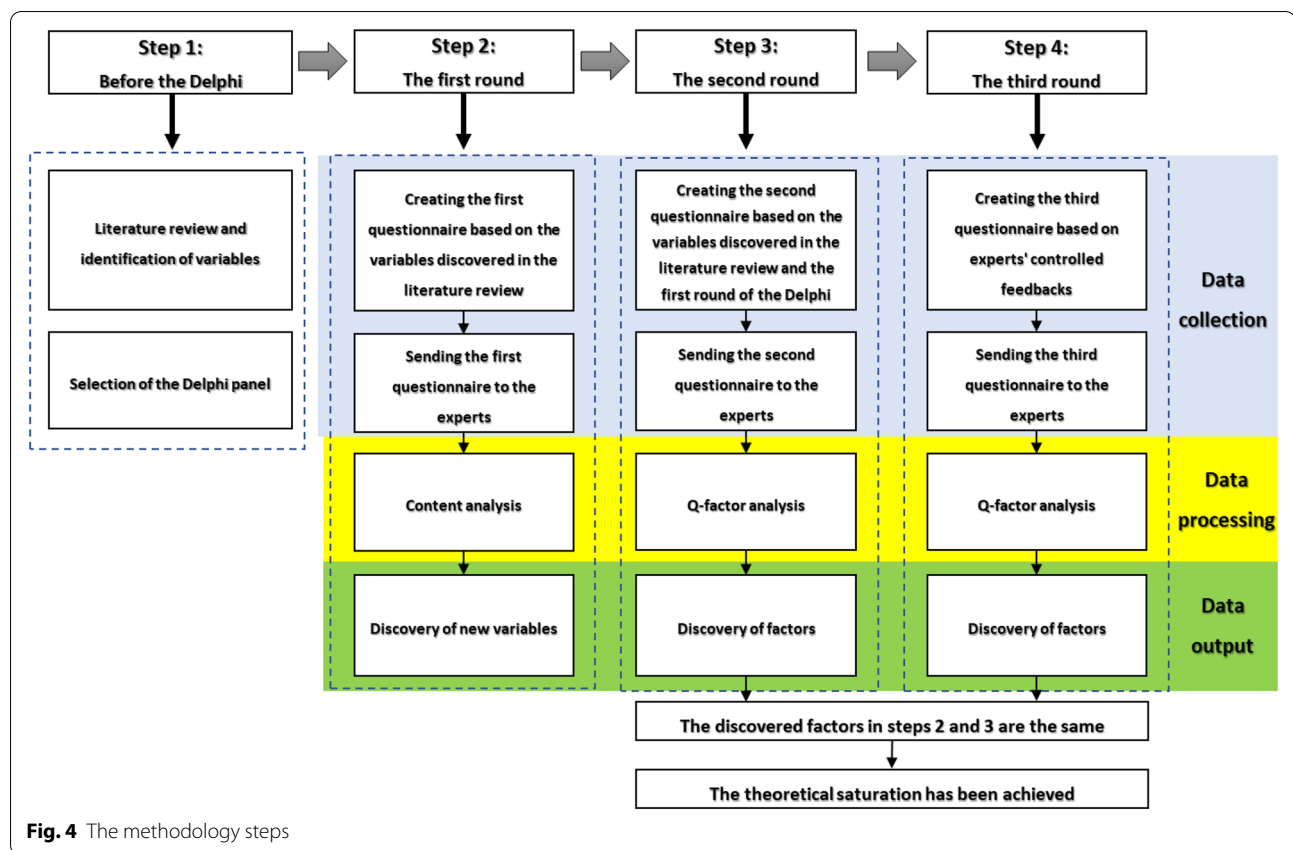 Step 1:
Before the Delphi
Step 2:
The first round
Step 3:
The second round
Step 4:
The third round
Literature review and
identification of variables
Selection of the Delphi panel
Creating the first
questionnaire based on the
variables discovered in the
literature review
Sending the first
questionnaire to the
experts
Content analysis
Discovery of new variables
Creating the second
questionnaire based on the
variables discovered in the
literature review and the
first round of the Delphi
Sending the second
questionnaire to the
experts
Q-factor analysis
Discovery of factors
Creating the third
questionnaire based on
experts' controlled
feedbacks
Sending the third
questionnaire to the
experts
Q-factor analysis
Discovery of factors
Data
collection
Data
processing
Data
output
The discovered factors in steps 2 and 3 are the same
The theoretical saturation has been achieved
Fig. 4 The methodology steps